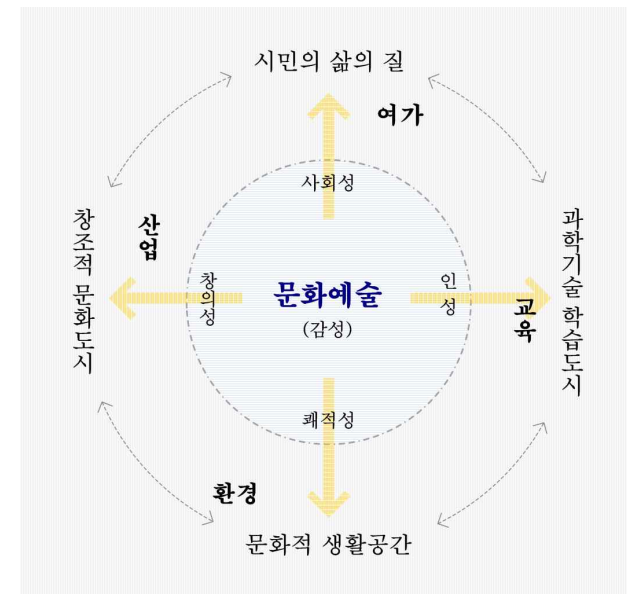 시민의 삶의 질
여가
사회성
창조적 문화도시
산업
창의성
문화예술
(감성)
인성
교육
과학기술 학습도시
쾌적성
환경
문화적 생활공간